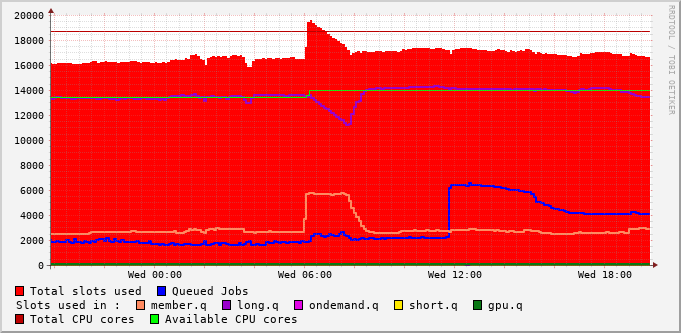 20000
18000
16000
14000
12000
10000
8000
6000
4000
2000
0
Wed 00:00 Wed 06:00 Wed 12:00 Wed 18:00
RRDTOOL / TOBI OETIKER
Total slots used Queued Jobs
Slots used in : member.q long.q ondemand.q short.q gpu.q
Total CPU cores Available CPU cores